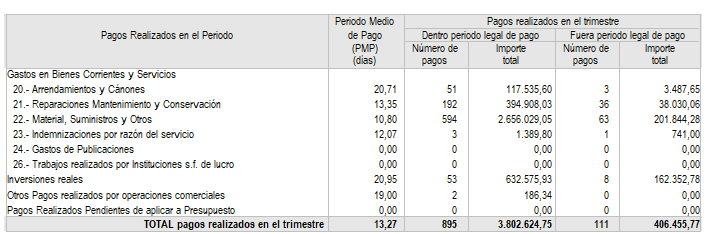 Pagos Realizados en el Periodo
Periodo Medio de Pago (PMP) (días)
Pagos realizados en el trimestre
Dentro periodo legal de pago Fuera periodo legal de pago
Número de pagos Importe total Número de pagos Importe total
Gastos en Bienes Corrientes y Servicios
20.- Arrendamientos y Cánones 20,71 51 117.535,60 3 3.487,65
21.- Reparaciones Mantenimiento y Conservación 13,35 192 394.908,03 36 38.030,06
22.- Material, Suministros y Otros 10,80 594 2.656.029,05 63 201.844,28
23.- Indemnizaciones por razón del servicio 12,07 3 1.389,80 1 741,00
24.- Gastos de Publicaciones 0,00 0 0,00 0 0,00
26.- Trabajos realizados por Instituciones s.f. de lucro 0,00 0 0,00 0 0,00
Inversiones reales 20,95 53 632.575,93 8 162.352,78
Otros Pagos realizados por operaciones comerciales 19,00 2 186,34 0 0,00
Pagos Realizados Pendientes de aplicar a Presupuesto 0,00 0 0,00 0 0,00
TOTAL pagos realizados en el trimestre 13,27 895 3.802.624,75 111 406.455,77